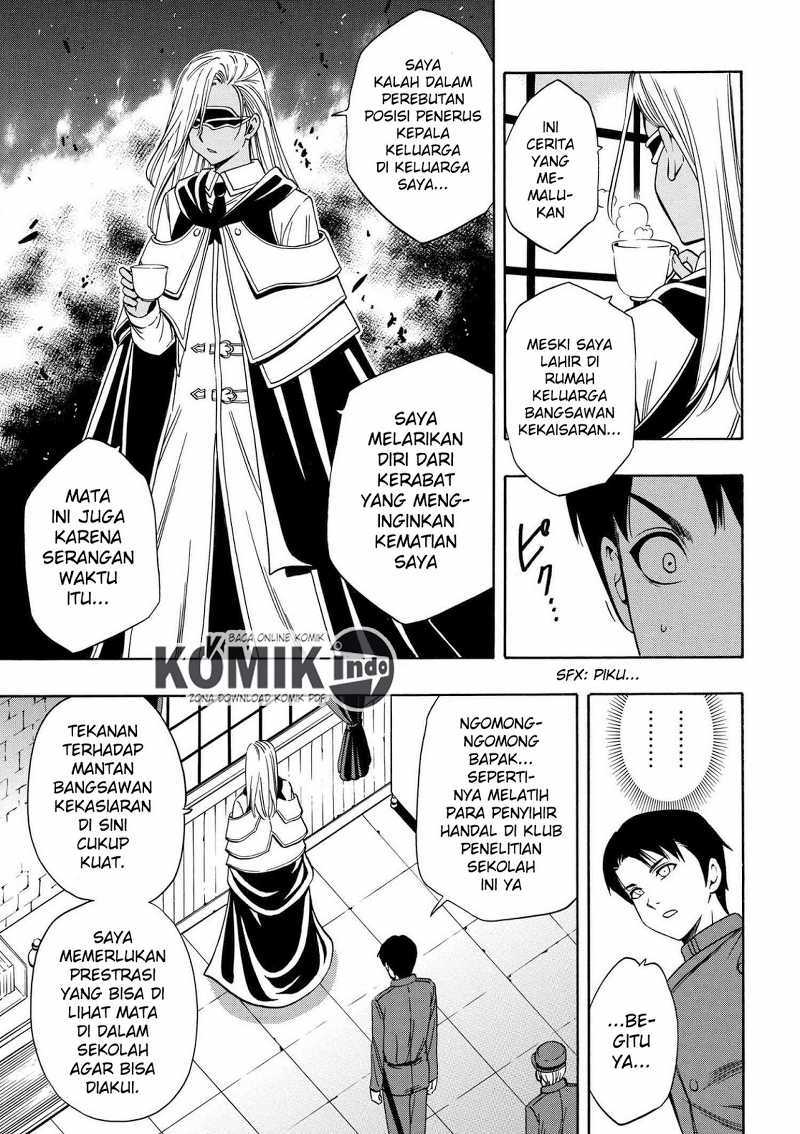 INI
CERITA
YANG
ME-
MALU-
KAN
MESKI SAYA
LAHIR DI
RUMAH
KELUARGA
BANGSAWAN
KEKAISARAN...
SAYA
KALAH DALAM
PEREBUTAN
POSISI PENERUS
KEPALA
KELUARGA
DI KELUARGA
SAYA...
SAYA
MELARIKAN
DIRI DARI
KERABAT
YANG MENG-
INGINKAN
KEMATIAN
SAYA
MATA
INI JUGA
KARENA
SERANGAN
WAKTU
ITU...
ピク…
SFX: PIKU...
BACA ONLINE KOMIK
KOMIK indo
ZONA DOWNLOAD KOMIK PDF
......
...BE-
GITU
YA...
NGOMONG-
NGOMONG
BAPAK...
SEPERTI-
NYA MELATIH
PARA PENYIHIR
HANDAL DI KLUB
PENELITIAN
SEKOLAH
INI YA
TEKANAN
TERHADAP
MANTAN
BANGSAWAN
KEKASIARAN
DI SINI
CUKUP
KUAT.
SAYA
MEMERLUKAN
PRESTRASI
YANG BISA DI
LIHAT MATA
DI DALAM
SEKOLAH
AGAR BISA
DIAKUI.